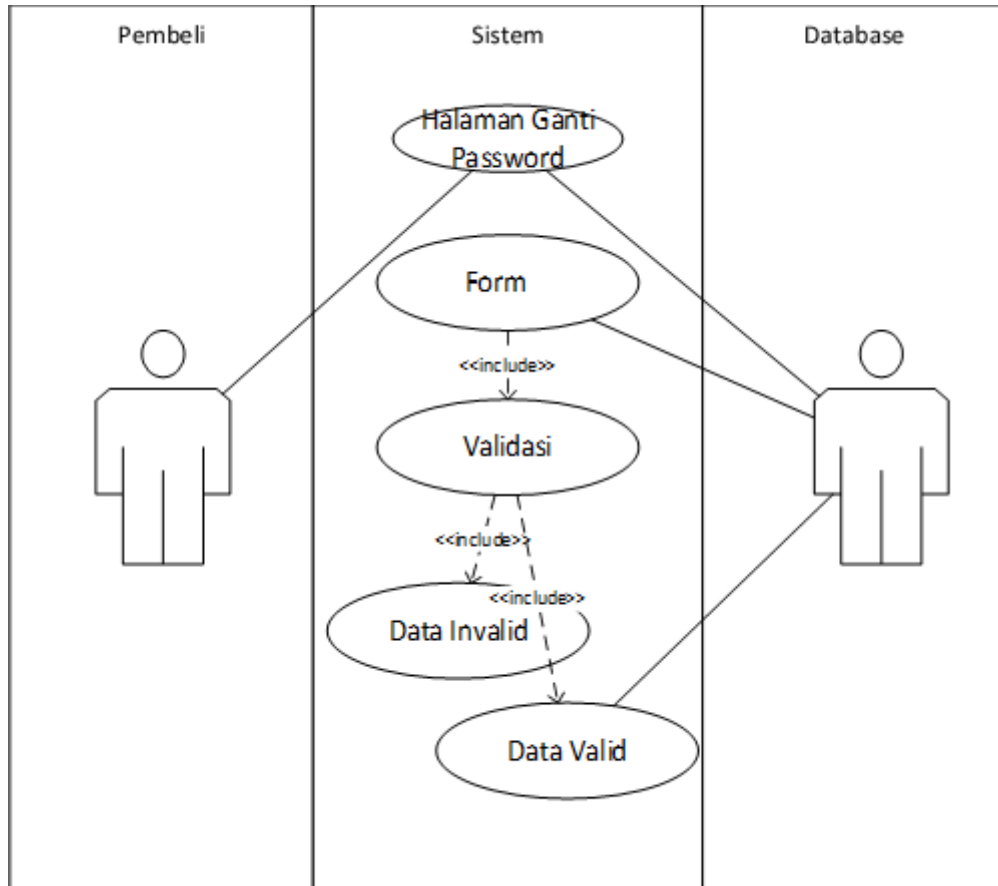 Pembeli
Sistem
Database
Halaman Ganti
Password
Form
<<include>>
Validasi
<<include>>
<<include>>
Data Invalid
Data Valid